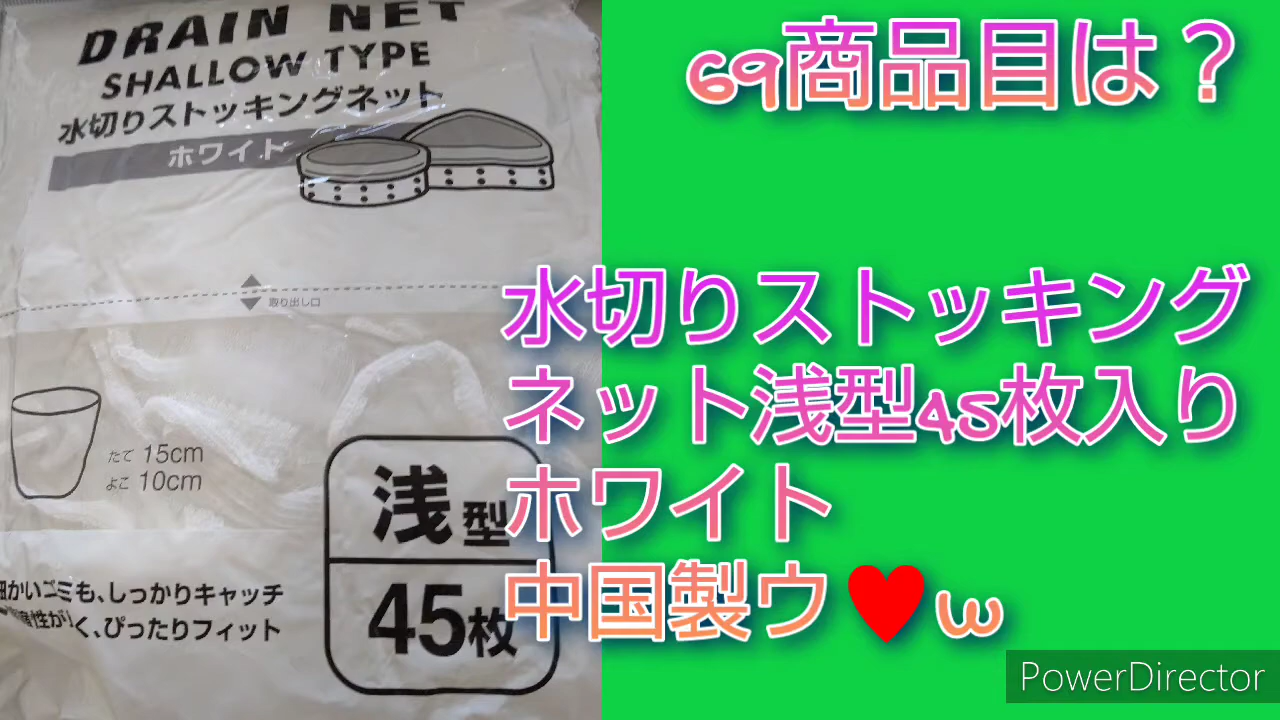 DRAIN NET
SHALLOW TYPE
水切りストッキングネット
ホワイト
取り出し口
たて 15cm
よこ 10cm
浅型
45枚
細かいゴミも、しっかりキャッチ
く、ぴったりフィット
69商品目は？
水切りストッキング
ネット浅型45枚入り
ホワイト
中国製ウ♥w
PowerDirector